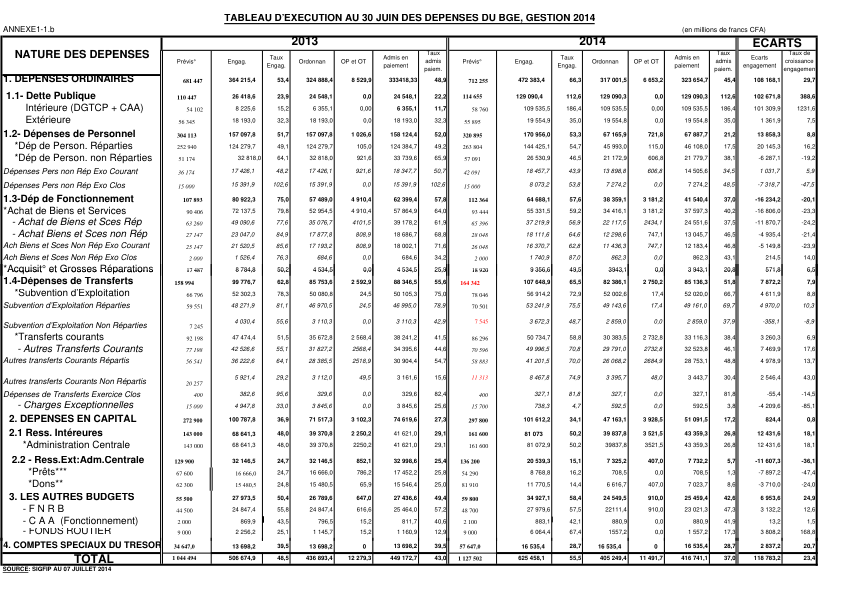 TABLEAU D'EXECUTION AU 30 JUIN DES DEPENSES DU BGE, GESTION 2014
ANNEXE1-1.b (en millions de francs CFA)
NATURE DES DEPENSES 2013 2014 ECARTS
Prévis° Engag. Taux Engag. Ordonnan OP et OT Admis en paiement Taux admis paiem. Prévis° Engag. Taux Engag. Ordonnan OP et OT Admis en paiement Taux admis paiem. Ecarts engagement Taux de croissance engagement
1. DEPENSES ORDINAIRES 681 447 364 215,4 53,4 324 888,4 8 529,9 333418,33 48,9 712 255 472 383,4 66,3 317 001,5 6 653,2 323 654,7 45,4 108 168,1 29,7
1.1- Dette Publique 110 447 26 418,6 23,9 24 548,1 0,0 24 548,1 22,2 114 655 129 090,4 112,6 129 090,4 0,0 129 090,4 112,6 102 671,8 388,6
Intérieure (DGTCP + CAA) 54 102 8 225,6 15,2 6 355,1 0,00 6 355,1 11,7 58 760 109 535,5 186,4 109 535,5 0,00 109 535,5 186,4 101 309,9 1231,6
Extérieure 56 345 18 193,0 32,3 18 193,0 0,0 18 193,0 32,3 55 895 19 554,9 35,0 19 554,8 0,0 19 554,9 35,0 1 361,9 7,5
1.2- Dépenses de Personnel 304 113 157 097,8 51,7 157 097,8 1 026,6 158 124,4 52,0 320 895 170 956,0 53,3 67 165,9 721,8 67 887,7 21,2 13 858,3 8,8
*Dép de Person. Réparties 252 940 124 279,7 49,1 124 279,7 105,0 124 384,7 49,2 263 804 144 425,1 54,7 45 993,0 115,0 46 108,0 17,5 20 145,3 16,2
*Dép de Person. non Réparties 51 174 32 818,0 64,1 32 818,0 921,6 33 739,6 65,9 57 091 26 530,9 46,5 21 172,9 606,8 21 779,7 38,1 -6 287,1 -19,2
Dépenses Pers non Rép Exo Courant 36 174 17 426,1 48,2 17 426,1 921,6 18 347,7 50,7 42 091 18 457,7 43,9 13 898,8 606,8 14 505,6 34,5 1 031,7 5,9
Dépenses Pers non Rép Exo Clos 15 000 15 391,9 102,6 15 391,9 0,0 15 391,9 102,6 15 000 8 073,2 53,8 7 274,2 0,0 7 274,2 48,5 -7 318,7 -47,5
1.3-Dép de Fonctionement 107 893 80 922,3 75,0 57 489,0 4 910,4 62 399,4 57,8 112 364 64 688,1 57,6 38 359,1 3 181,2 41 540,4 37,0 -16 234,2 -20,1
*Achat de Biens et Services 90 406 72 137,5 79,8 52 954,5 4 910,4 57 864,9 64,0 93 444 55 331,5 59,2 34 416,1 3 181,2 37 597,3 40,2 -16 806,0 -23,3
- Achat de Biens et Sces Rép 63 260 49 090,6 77,6 35 076,7 4101,5 39 178,2 61,9 65 396 37 219,9 56,9 22 117,5 2434,1 24 551,6 37,5 -11 870,7 -24,2
- Achat de Biens et Sces non Rép 27 147 23 047,0 84,9 17 877,8 808,9 18 686,7 68,8 28 048 18 111,6 64,6 12 298,6 747,1 13 045,7 46,5 -4 935,4 -21,4
Ach Biens et Sces Non Rép Exo Courant 25 147 21 520,5 85,6 17 193,2 808,9 18 002,1 71,6 26 048 16 370,7 62,8 11 436,3 747,1 12 183,4 46,8 -5 149,8 -23,9
Ach Biens et Sces Non Rép Exo Clos 2 000 1 526,4 76,3 684,6 0,0 684,6 34,2 2 000 1 740,9 87,0 862,3 0,0 862,3 43,1 214,5 14,0
*Acquisit° et Grosses Réparations 17 487 8 784,8 50,2 4 534,5 0,0 4 534,5 25,9 18 920 9 356,6 49,5 3943,1 0,0 3 943,1 20,8 571,8 6,5
1.4-Dépenses de Transferts 158 994 99 776,7 62,8 85 753,6 2 592,9 88 346,5 55,6 164 342 107 648,9 65,5 82 386,1 2 750,2 85 136,3 51,8 7 872,2 7,9
*Subvention d'Exploitation 66 796 52 302,3 78,3 50 080,8 24,5 50 105,3 75,0 78 046 56 914,2 72,9 52 002,6 17,4 52 020,0 66,7 4 611,9 8,8
Subvention d'Exploitation Réparties 59 551 48 271,9 81,1 46 970,5 24,5 46 995,0 78,9 70 501 53 241,9 75,5 49 143,6 17,4 49 161,0 69,7 4 970,0 10,3
Subvention d'Exploitation Non Réparties 7 245 4 030,4 55,6 3 110,3 0,0 3 110,3 42,9 7 545 3 672,3 48,7 2 859,0 0,0 2 859,0 37,9 -358,1 -8,9
*Transferts courants 92 198 47 474,4 51,5 35 672,8 2 568,4 38 241,2 41,5 86 296 50 734,7 58,8 30 383,5 2 732,8 33 116,3 38,4 3 260,3 6,9
- Autres Transferts Courants 77 198 42 526,6 55,1 31 827,2 2568,4 34 395,6 44,6 70 596 49 996,5 70,8 29 791,0 2732,8 32 523,8 46,1 7 469,9 17,6
Autres transferts Courants Répartis 56 541 36 222,6 64,1 28 385,5 2518,9 30 904,4 54,7 58 883 41 201,5 70,0 26 068,2 2684,9 28 753,1 48,8 4 978,9 13,7
Autres transferts Courants Non Répartis 20 257 5 921,4 29,2 3 112,0 49,5 3 161,6 15,6 11 313 8 467,8 74,9 3 395,7 48,0 3 443,7 30,4 2 546,4 43,0
Dépenses de Transferts Exercice Clos 400 382,6 95,6 329,7 0,0 329,6 82,4 400 327,1 81,8 327,1 0,0 327,1 81,8 -55,4 -14,5
- Charges Exceptionnelles 15 000 4 947,8 33,0 3 845,6 0,0 3 845,6 25,6 15 700 738,3 4,7 592,5 0,0 592,5 3,8 -4 209,6 -85,1
2. DEPENSES EN CAPITAL 272 900 100 787,8 36,9 71 517,3 3 102,3 74 619,6 27,3 297 800 101 612,2 34,1 47 163,1 3 928,5 51 091,5 17,2 824,4 0,8
2.1 Ress. Intérieures 143 000 68 641,3 48,0 39 370,8 2 250,2 41 621,0 29,1 161 600 81 073 50,2 39 837,8 3 521,5 43 359,3 26,8 12 431,6 18,1
*Administration Centrale 143 000 68 641,3 48,0 39 370,8 2250,2 41 621,0 29,1 161 600 81 072,9 50,2 39837,8 3521,5 43 359,3 26,8 12 431,6 18,1
2.2 - Ress.Ext:Adm.Centrale 129 900 32 146,5 24,7 32 146,5 852,1 32 998,6 25,4 136 200 20 539,3 15,1 7 325,2 407,0 7 732,2 5,7 -11 607,3 -36,1
*Prêts*** 67 600 16 666,0 24,7 16 666,0 786,2 17 452,2 25,8 54 290 8 768,8 16,2 708,5 0,0 708,5 1,3 -7 897,2 -47,4
*Dons** 62 300 15 480,5 24,8 15 480,5 65,9 15 546,4 25,0 81 910 11 770,5 14,4 6 616,7 407,0 7 023,7 8,6 -3 710,0 -24,0
3. LES AUTRES BUDGETS 55 500 27 973,5 50,4 26 789,6 647,0 27 436,6 49,4 59 800 34 927,1 58,4 24 549,5 910,0 25 459,4 42,6 6 953,6 24,9
- F N R B 44 500 24 847,4 55,8 24 847,4 616,6 25 464,0 57,2 48 700 27 979,6 57,5 22111,4 910,0 23 021,4 47,3 3 132,2 12,6
- C A A (Fonctionement) 2 000 869,9 43,5 796,5 15,2 811,7 40,6 2 100 883,1 42,1 880,9 0,0 880,9 41,9 13,2 1,5
- FONDS ROUTIER 9 000 2 256,2 25,1 1 145,7 15,2 1 160,9 12,9 9 000 6 064,4 67,4 1557,2 0,0 1 557,2 17,3 3 808,2 168,8
4. COMPTES SPECIAUX DU TRESOR 34 647,0 13 698,2 39,5 13 698,2 0 13 698,2 39,5 57 647,0 16 535,4 28,7 16 535,4 0 16 535,4 28,7 2 837,2 20,7
TOTAL 1 044 494 506 674,9 48,5 436 893,4 12 279,3 449 172,7 43,0 1 127 502 625 458,1 55,5 405 249,4 11 491,7 416 741,1 37,0 118 783,2 23,4
SOURCE: SIGFIP AU 07 JUILLET 2014